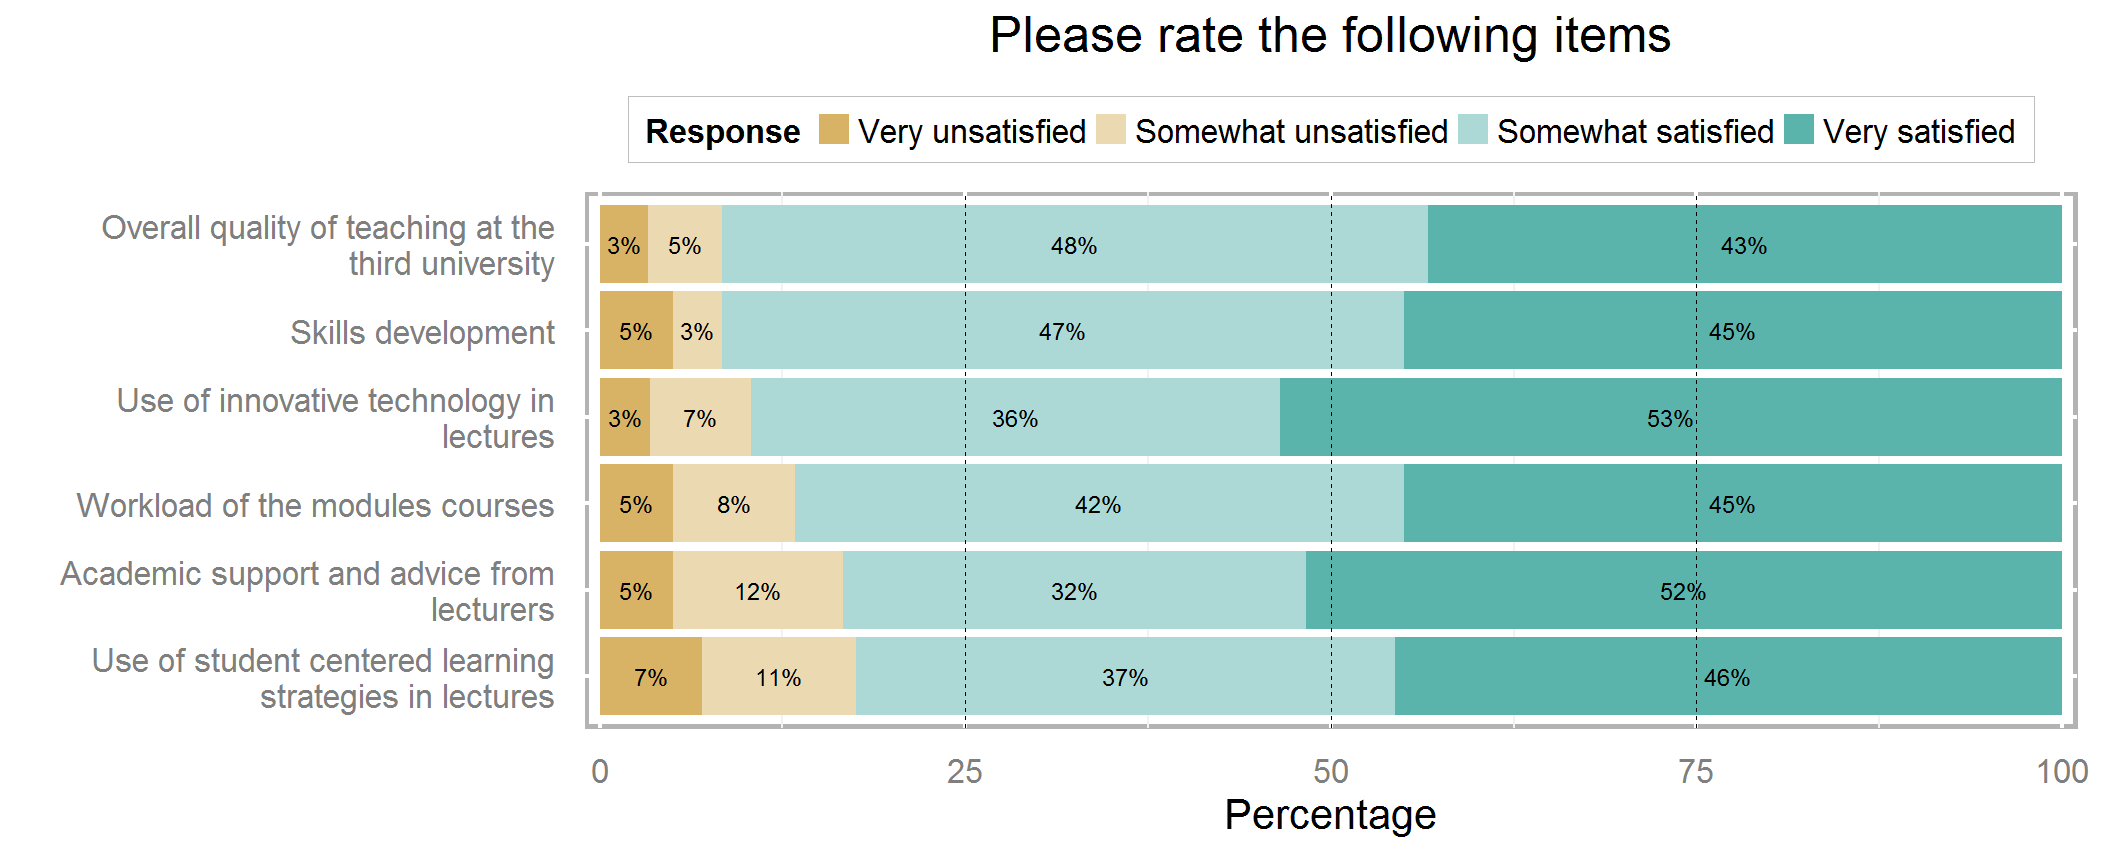 Please rate the following items
Response Very unsatisfied Somewhat unsatisfied Somewhat satisfied Very satisfied
Overall quality of teaching at the
third university
3% 5% 48% 43%
Skills development
5% 3% 47% 45%
Use of innovative technology in
lectures
3% 7% 36% 53%
Workload of the modules courses
5% 8% 42% 45%
Academic support and advice from
lecturers
5% 12% 32% 52%
Use of student centered learning
strategies in lectures
7% 11% 37% 46%
0 25 50 75 100
Percentage